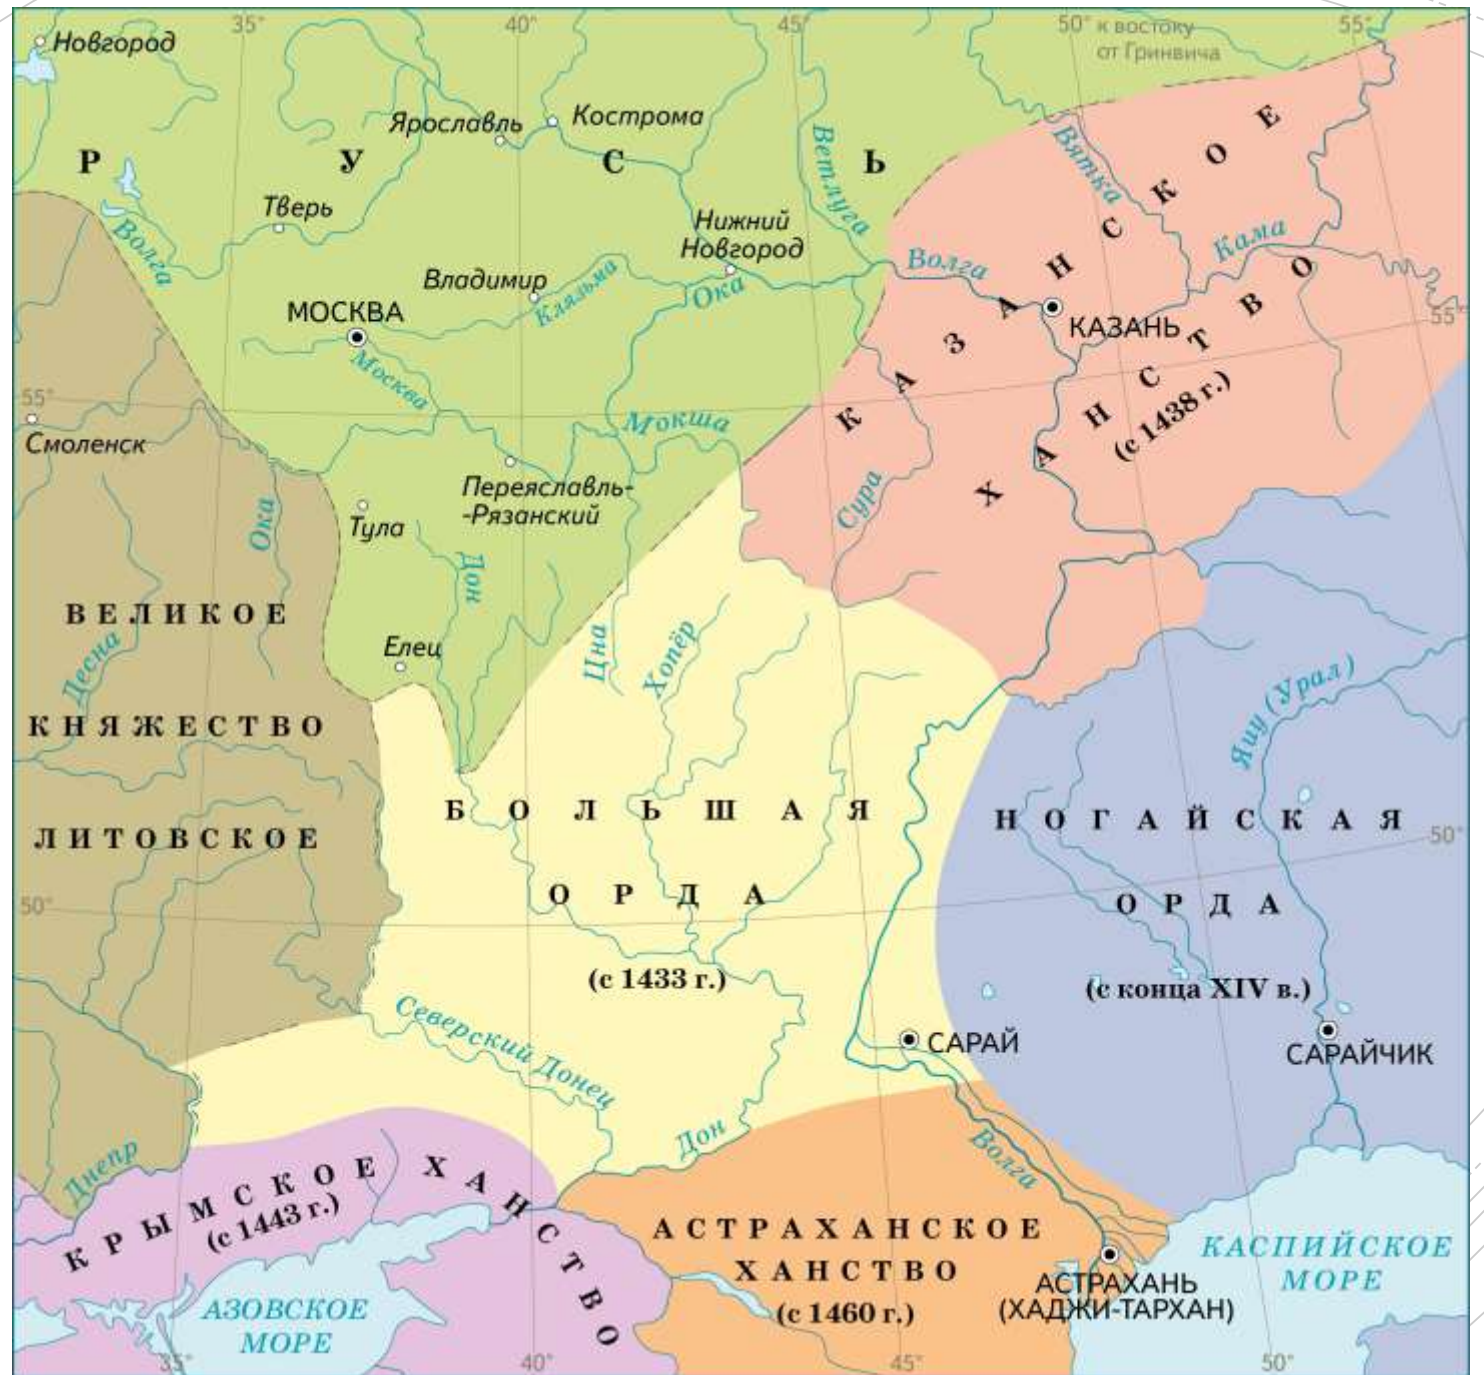 35°
40°
45°
50° к востоку
от Гринвича
55°
Новгород
Ярославль
Кострома
РУСЬ
Ветлуга
Вятка
Тверь
Волга
Нижний
Новгород
Волга
Кама
Владимир
Клязьма
Ока
МОСКВА
Москва
КАЗАНЬ
КАЗАНСКОЕ
ХАНСТВО
(с 1438 г.)
55°
55°
Смоленск
Мокша
Переяславль-
-Рязанский
Сура
Тула
Ока
Дон
ВЕЛИКОЕ
Десна
Елец
Цна
Хопёр
КНЯЖЕСТВО
Яиц (Урал)
ЛИТОВСКОЕ
БОЛЬШАЯ
ОРДА
(с 1433 г.)
НОГАЙСКАЯ
ОРДА
(с конца XIV в.)
50°
50°
Северский Донец
САРАЙ
САРАЙЧИК
Днепр
Дон
Волга
КРЫМСКОЕ ХАНСТВО
(с 1443 г.)
АСТРАХАНСКОЕ
ХАНСТВО
(с 1460 г.)
АСТРАХАНЬ
(ХАДЖИ-ТАРХАН)
КАСПИЙСКОЕ
МОРЕ
АЗОВСКОЕ
МОРЕ
35°
40°
45°
50°